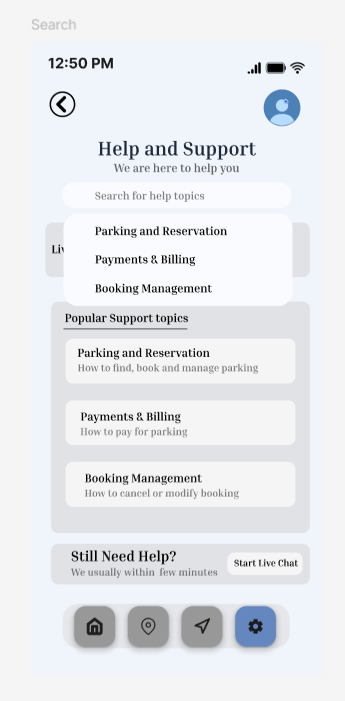 Search
12:50 PM
Help and Support
We are here to help you
Search for help topics
Parking and Reservation
Payments & Billing
Booking Management
Popular Support topics
Parking and Reservation
How to find, book and manage parking
Payments & Billing
How to pay for parking
Booking Management
How to cancel or modify booking
Still Need Help?
We usually within few minutes
Start Live Chat